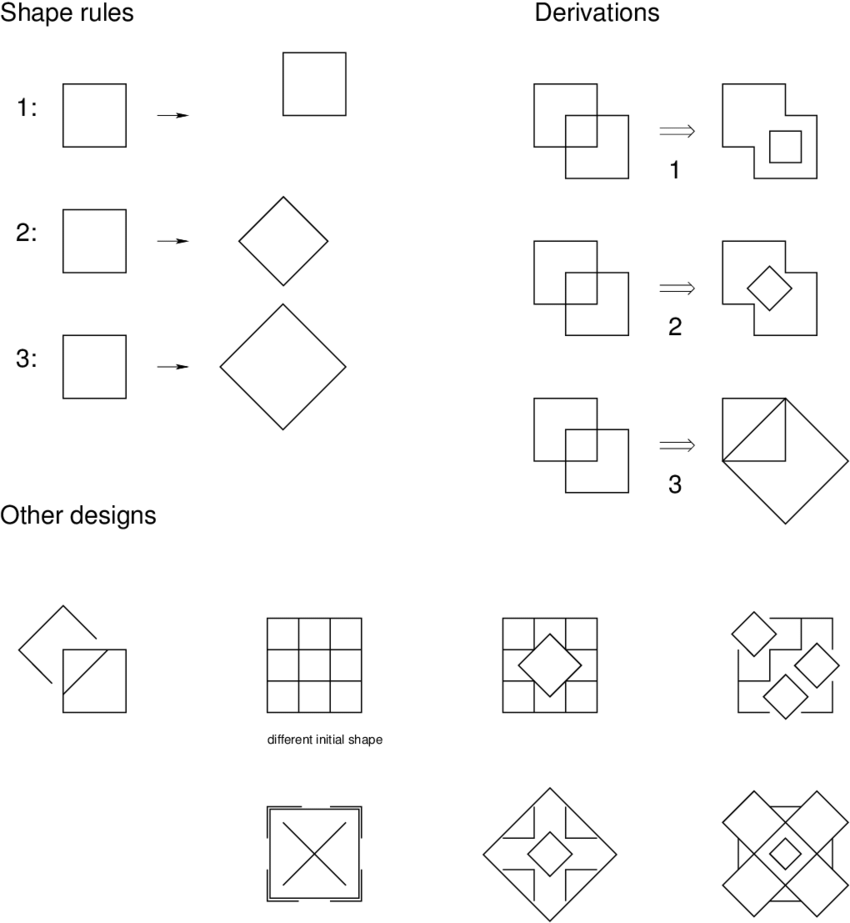 Shape rules
Derivations
1:
1
2:
2
3:
3
Other designs
different initial shape